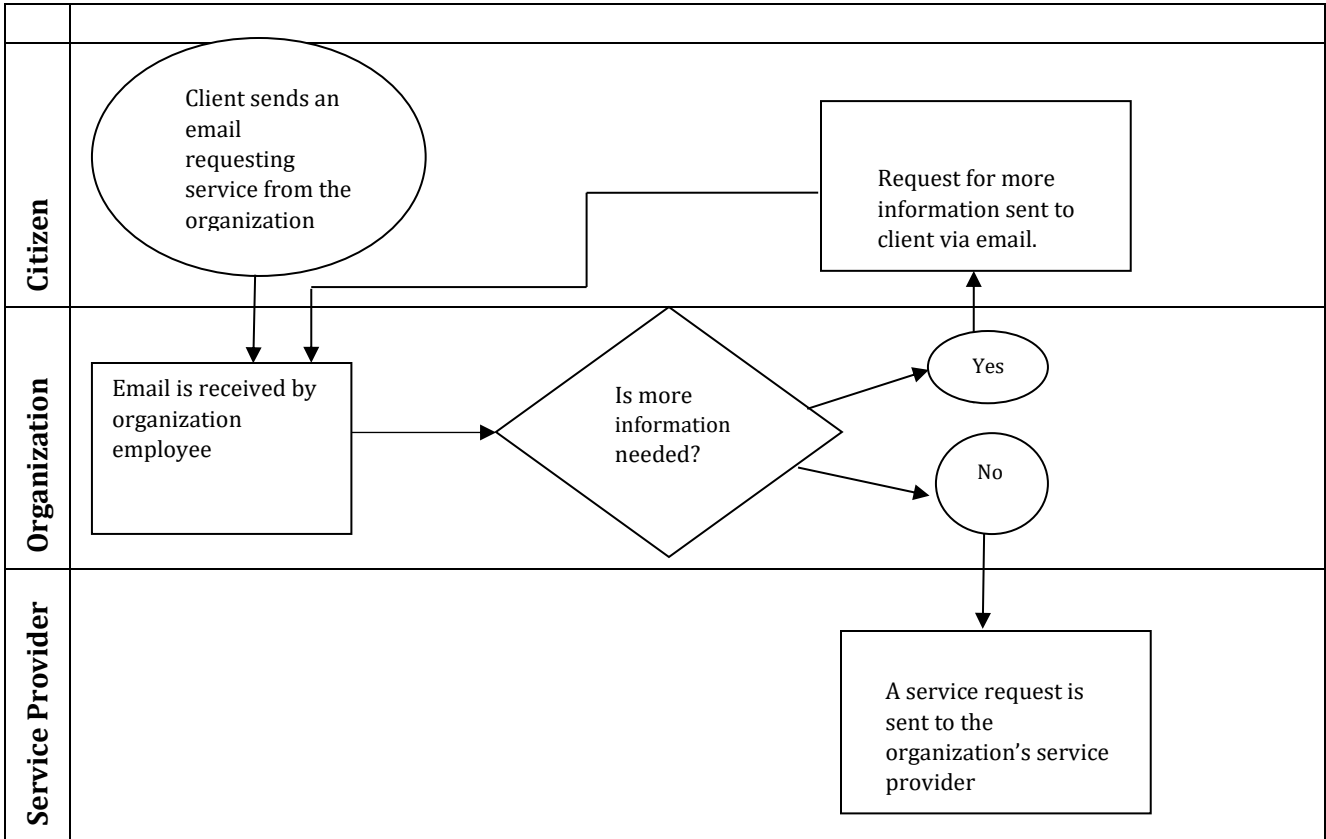 Citizen
Client sends an
email
requesting
service from the
organization
Request for more
information sent to
client via email.
Organization
Email is received by
organization
employee
Is more
information
needed?
Yes
No
Service Provider
A service request is
sent to the
organization’s service
provider